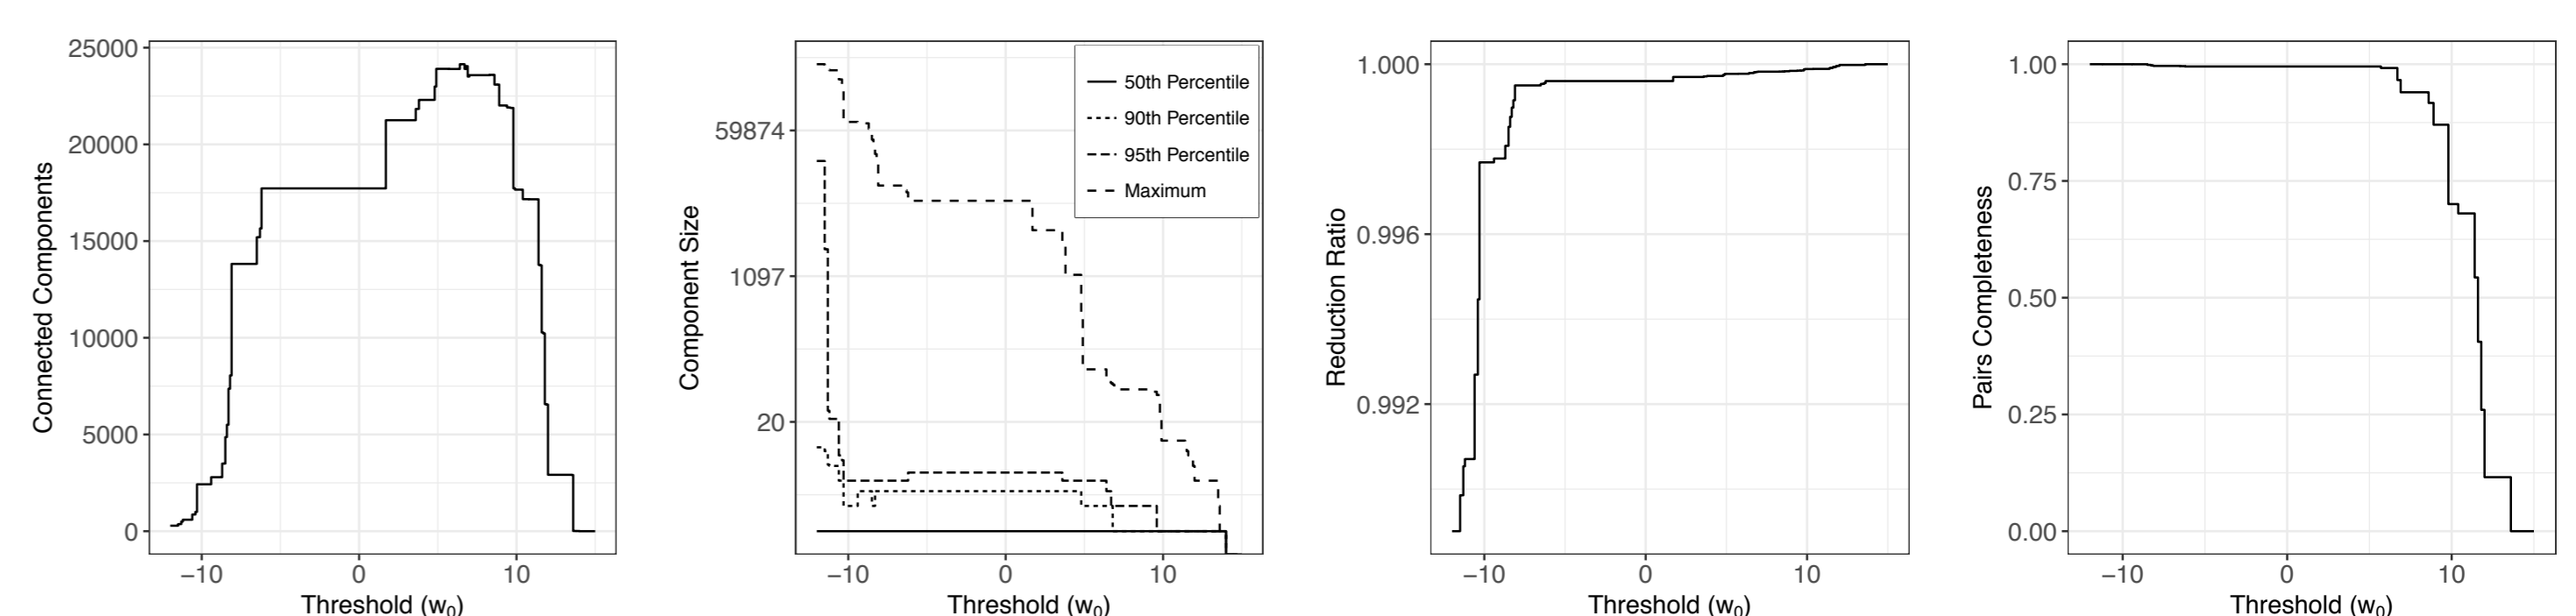 Connected Components
25000
20000
15000
10000
5000
0
−10
0
10
Threshold (w₀)
Component Size
59874
1097
20
50th Percentile
90th Percentile
95th Percentile
Maximum
−10
0
10
Threshold (w₀)
Reduction Ratio
1.000
0.996
0.992
−10
0
10
Threshold (w₀)
Pairs Completeness
1.00
0.75
0.50
0.25
0.00
−10
0
10
Threshold (w₀)